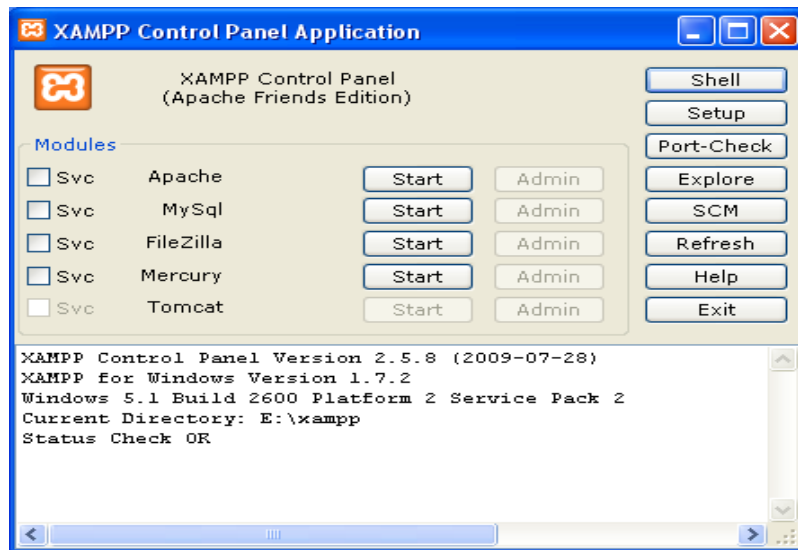 XAMPP Control Panel Application
XAMPP Control Panel
(Apache Friends Edition)
Shell
Setup
Port-Check
Explore
SCM
Refresh
Help
Exit
Modules
Svc Apache Start Admin
Svc MySql Start Admin
Svc FileZilla Start Admin
Svc Mercury Start Admin
Svc Tomcat Start Admin
XAMPP Control Panel Version 2.5.8 (2009-07-28)
XAMPP for Windows Version 1.7.2
Windows 5.1 Build 2600 Platform 2 Service Pack 2
Current Directory: E:\xampp
Status Check OR